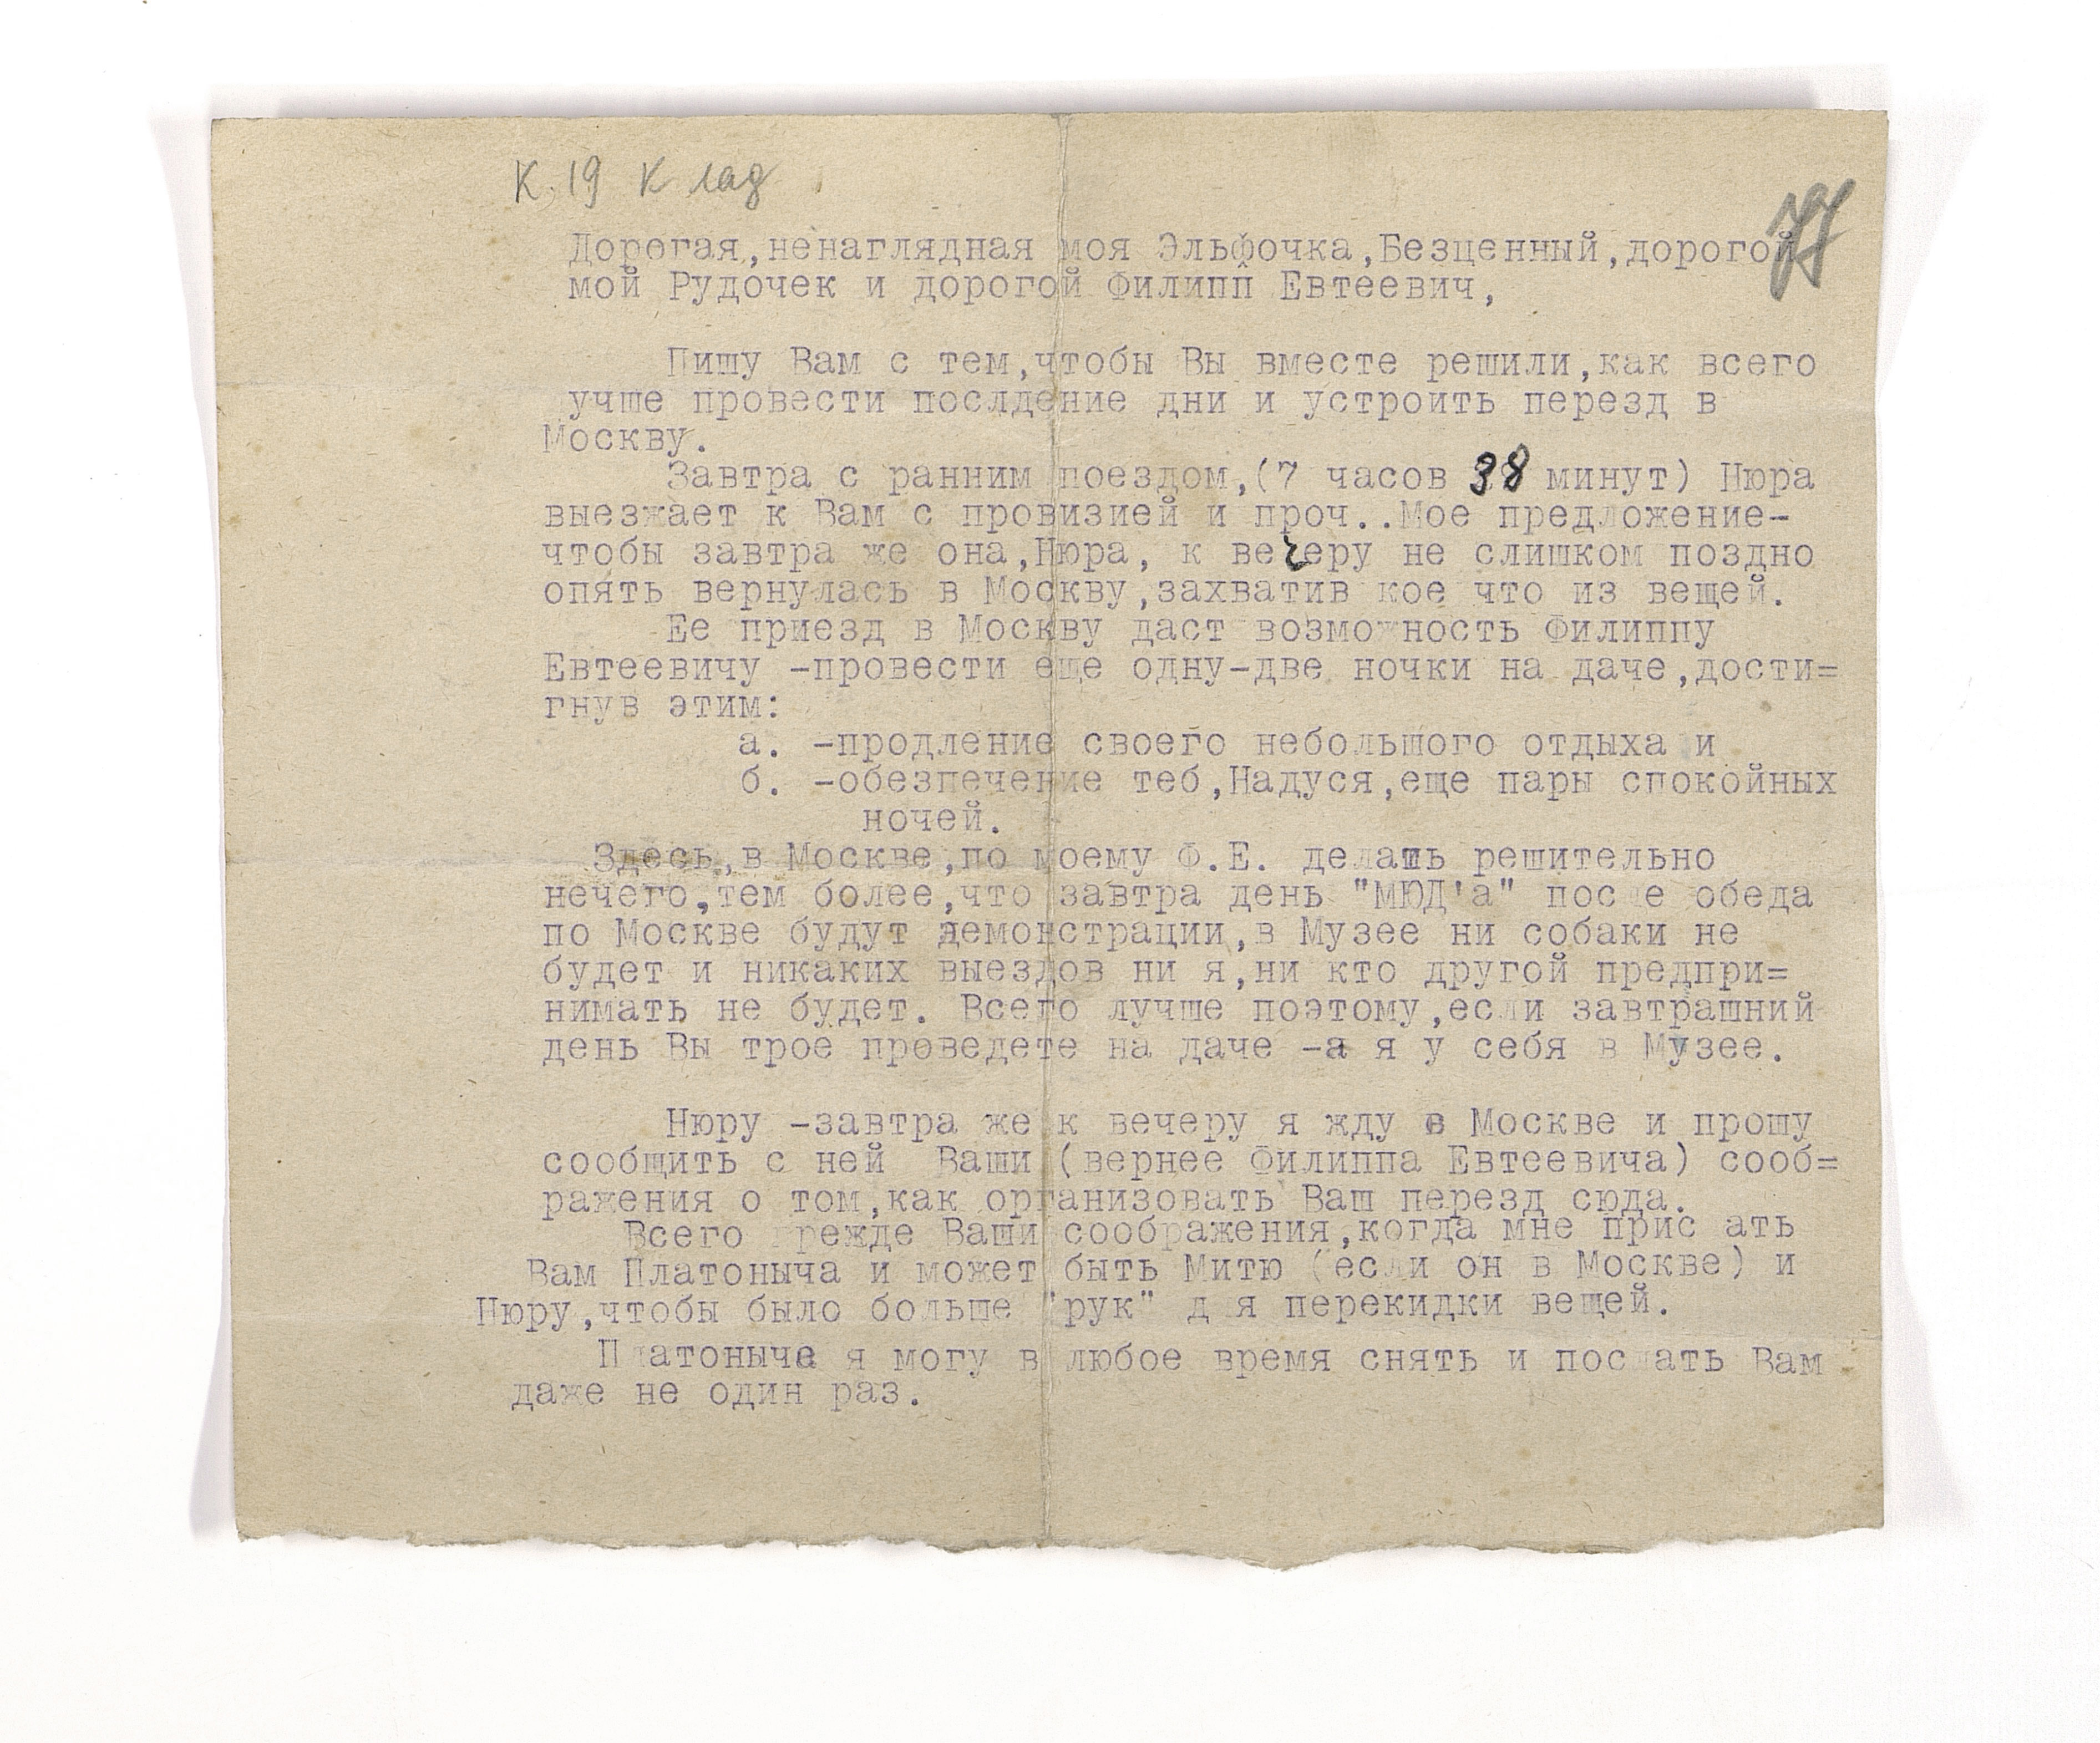 К 19 К лад
77
Дорогая,ненаглядная моя Эльфочка,Безценный,дорогой
мой Рудочек и дорогой Филипп Евтеевич,
Пишу Вам с тем,чтобы Вы вместе решили,как всего
учше провести послдение дни и устроить перезд в
Москву.
Завтра с ранним поездом,(7 часов 38 минут) Нюра
выезжает к Вам с провизией и проч..Мое предложение-
чтобы завтра же она,Нюра, к вечеру не слишком поздно
опять вернулась в Москву,захватив кое что из вещей.
Ее приезд в Москву даст возможность Филиппу
Евтеевичу -провести еще одну-две ночки на даче,дости=
гнув этим:
а. -продление своего небольшого отдыха и
б. -обезпечение теб,Надуся,еще пары спокойных
ночей.
Здесь,в Москве,по моему Ф.Е. делать решительно
нечего,тем более,что завтра день "МЮД'а" после обеда
по Москве будут демонстрации,в Музее ни собаки не
будет и никаких выездов ни я,ни кто другой предпри=
нимать не будет. Всего лучше поэтому,если завтрашний
день Вы трое проведете на даче -а я у себя в Музее.
Нюру -завтра же к вечеру я жду в Москве и прошу
сообщить с ней Ваши (вернее Филиппа Евтеевича) сооб=
ражения о том,как организовать Ваш перезд сюда.
Всего прежде Ваши соображения,когда мне прис ать
Вам Платоныча и может быть Митю (если он в Москве) и
Нюру,чтобы было больше "рук" д я перекидки вещей.
Платоныча я могу в любое время снять и послать Вам
даже не один раз.